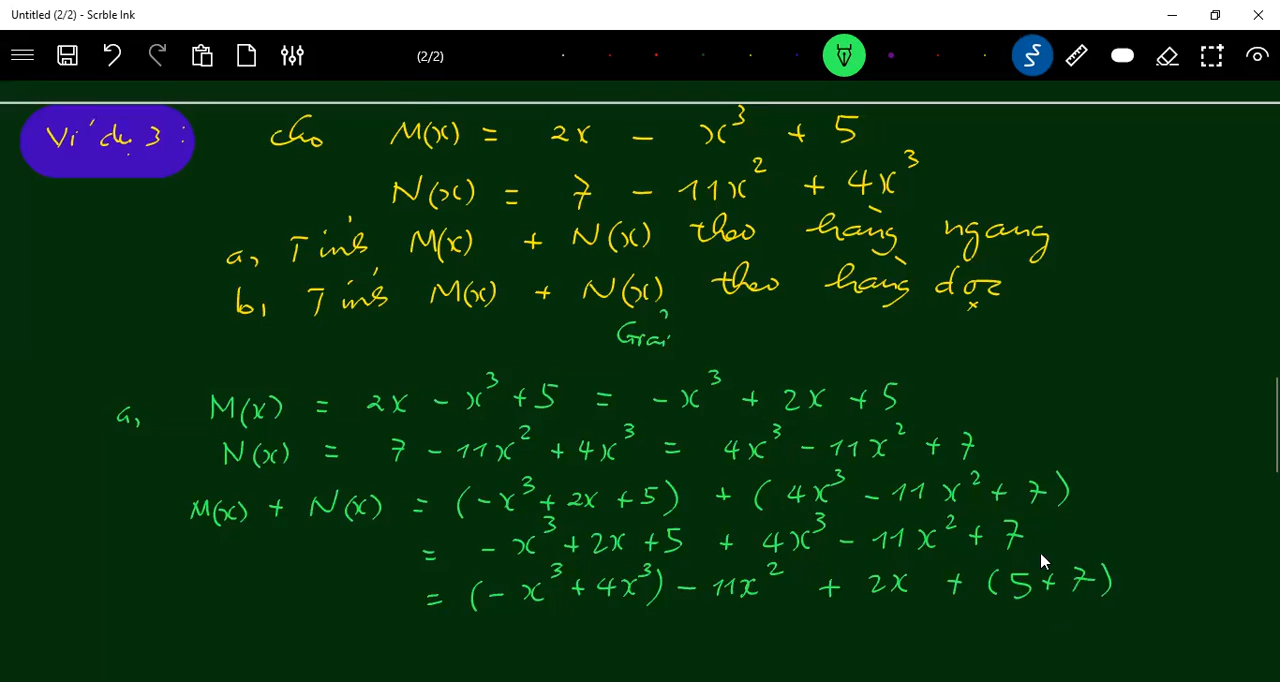 Untitled (2/2) - Scrble Ink
(2/2)
Ví dụ 3: Cho M(x) = 2x - x³ + 5
N(x) = 7 - 11x² + 4x³
a, Tính M(x) + N(x) theo hàng ngang
b, Tính M(x) + N(x) theo hàng dọc
Giải
a, M(x) = 2x - x³ + 5 = -x³ + 2x + 5
N(x) = 7 - 11x² + 4x³ = 4x³ - 11x² + 7
M(x) + N(x) = (-x³ + 2x + 5) + (4x³ - 11x² + 7)
= -x³ + 2x + 5 + 4x³ - 11x² + 7
= (-x³ + 4x³) - 11x² + 2x + (5 + 7)